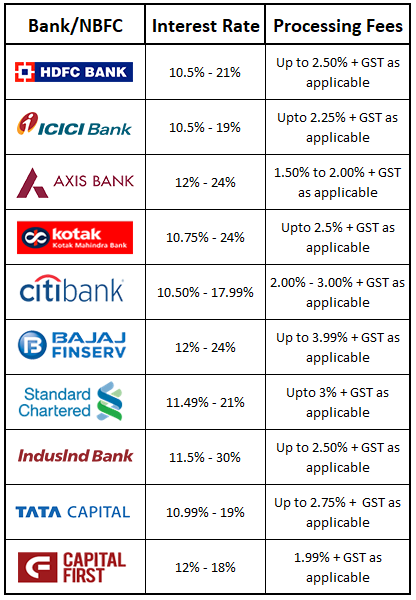 Bank/NBFC Interest Rate Processing Fees
HDFC BANK 10.5% - 21% Up to 2.50% + GST as
applicable
ICICI Bank 10.5% - 19% Upto 2.25% + GST as
applicable
AXIS BANK 12% - 24% 1.50% to 2.00% + GST
as applicable
kotak
Kotak Mahindra Bank 10.75% - 24% Upto 2.5% + GST as
applicable
citibank 10.50% - 17.99% 2.00% - 3.00% + GST as
applicable
BAJAJ
FINSERV 12% - 24% Up to 3.99% + GST as
applicable
Standard
Chartered 11.49% - 21% Upto 3% + GST as
applicable
IndusInd Bank 11.5% - 30% Up to 2.50% + GST as
applicable
TATA CAPITAL 10.99% - 19% Up to 2.75% + GST as
applicable
CAPITAL
FIRST 12% - 18% 1.99% + GST as
applicable